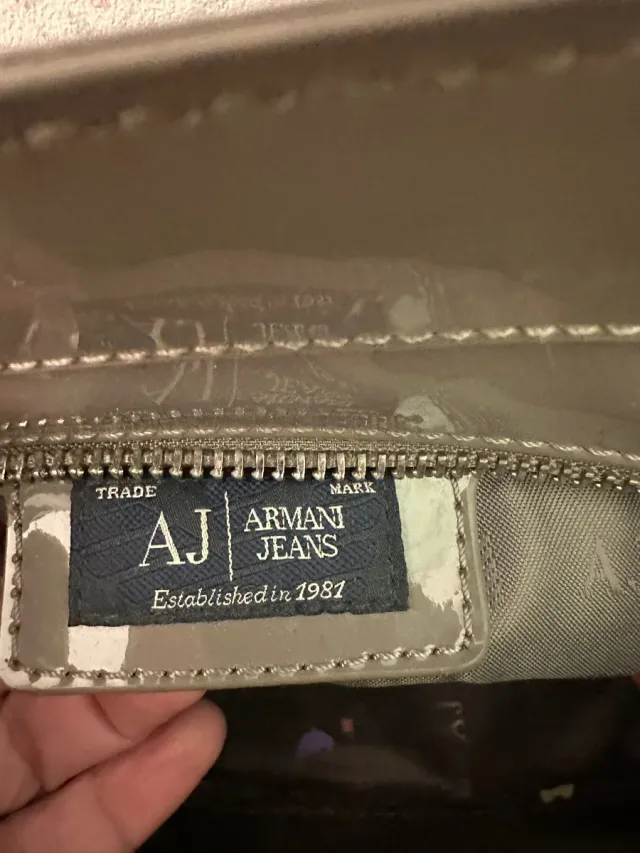 TRADE MARK
AJ ARMANI
JEANS
Established in 1981